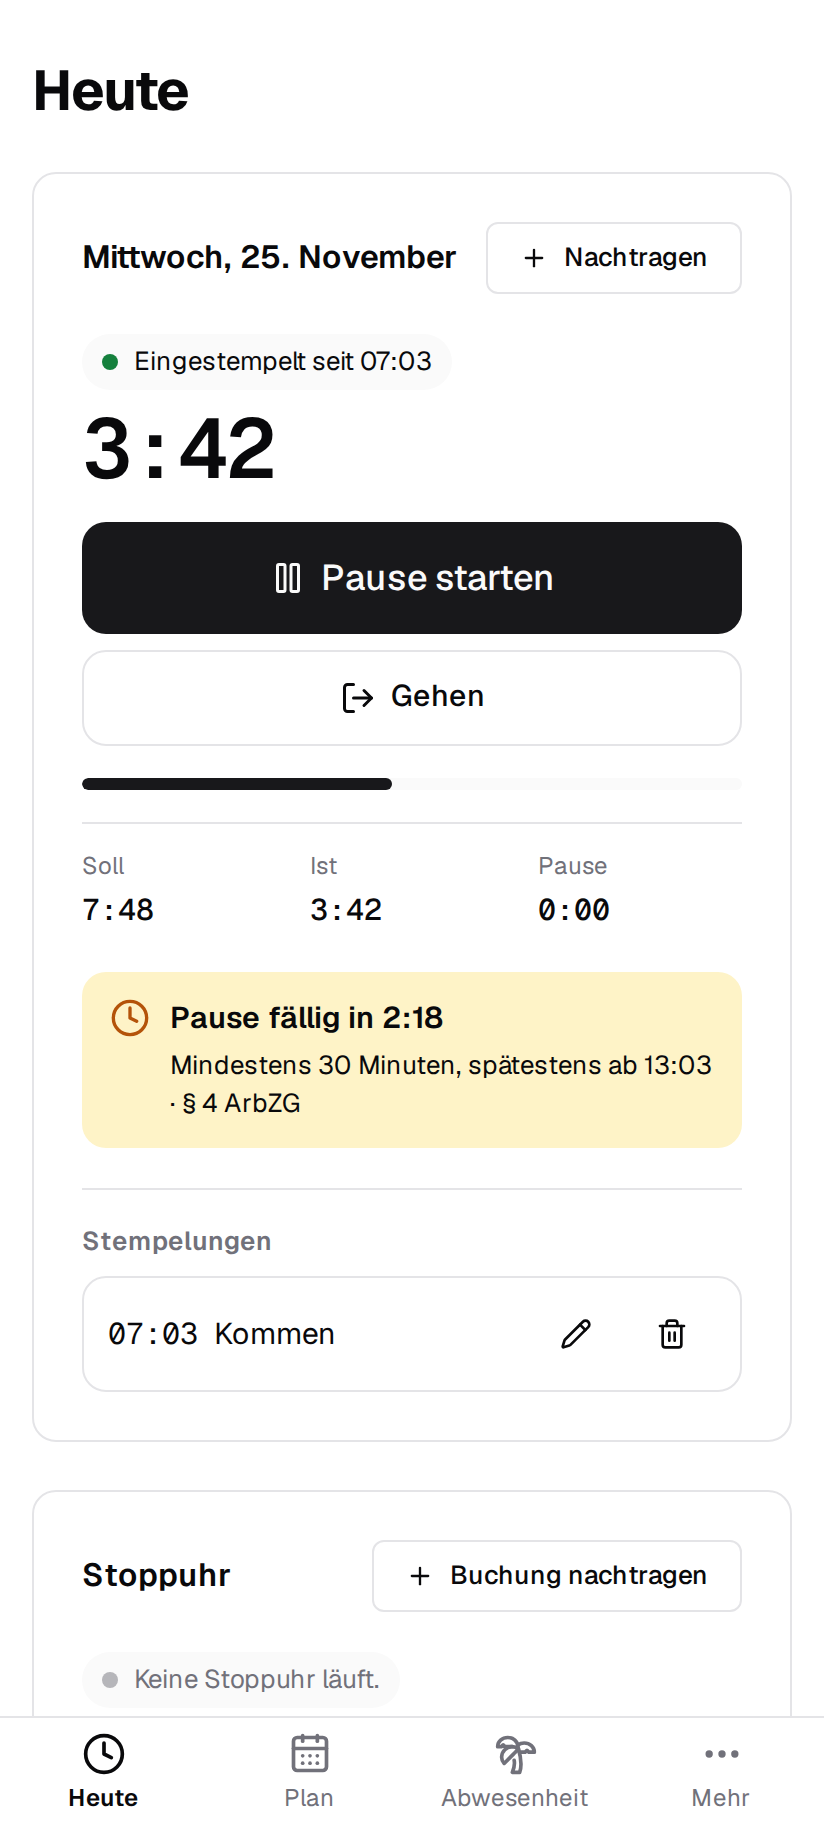 Heute
Mittwoch, 25. November
Nachtragen
Eingestempelt seit 07:03
3:42
Pause starten
Gehen
Soll
Ist
Pause
7:48
3:42
0:00
Pause fällig in 2:18
Mindestens 30 Minuten, spätestens ab 13:03
· § 4 ArbZG
Stempelungen
07:03 Kommen
Stoppuhr
Buchung nachtragen
Keine Stoppuhr läuft.
Heute
Plan
Abwesenheit
Mehr